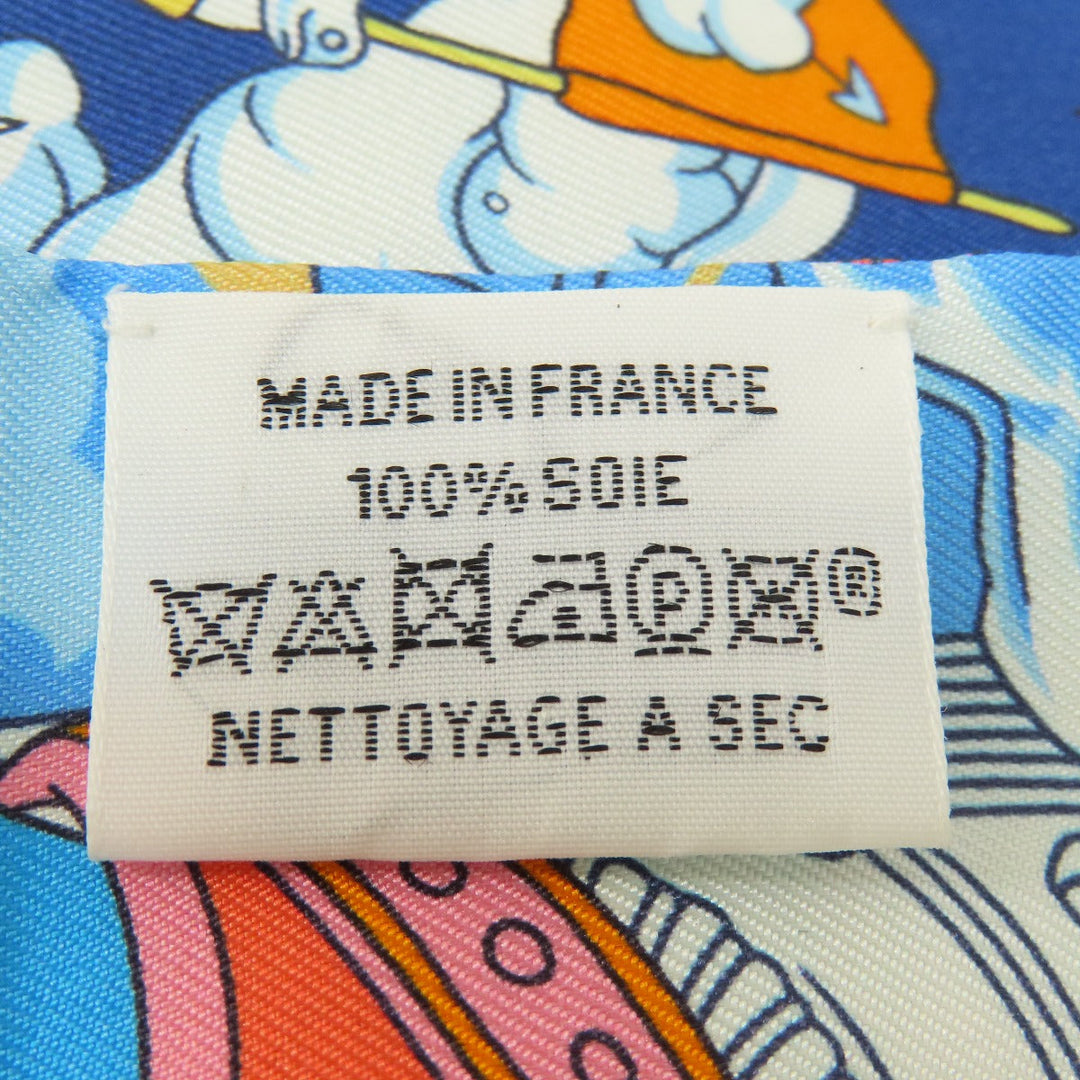 MADE IN FRANCE
100% SOIE
P ®
NETTOYAGE A SEC